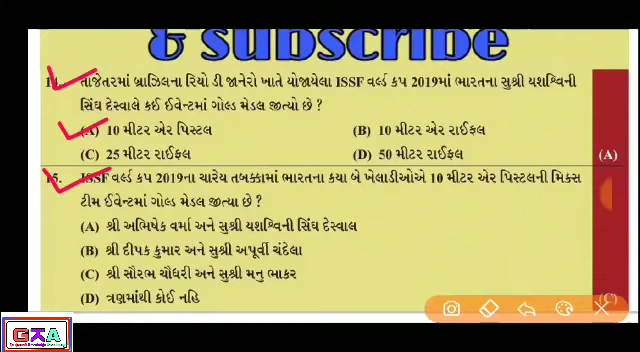 & subscribe
14. તાજેતરમાં બ્રાઝિલના રિયો ડી જાનેરો ખાતે યોજાયેલા ISSF વર્લ્ડ કપ 2019માં ભારતના સુશ્રી યશશ્વિની
સિંઘ દેસ્વાલે કઈ ઈવેન્ટમાં ગોલ્ડ મેડલ જીત્યો છે ?
(A) 10 મીટર એર પિસ્ટલ (B) 10 મીટર એર રાઈફલ
(C) 25 મીટર રાઈફલ (D) 50 મીટર રાઈફલ (A)
15. ISSF વર્લ્ડ કપ 2019ના ચારેય તબક્કામાં ભારતના કયા બે ખેલાડીઓએ 10 મીટર એર પિસ્ટલની મિક્સ
ટીમ ઈવેન્ટમાં ગોલ્ડ મેડલ જીત્યા છે ?
(A) શ્રી અભિષેક વર્મા અને સુશ્રી યશશ્વિની સિંઘ દેસ્વાલ
(B) શ્રી દીપક કુમાર અને સુશ્રી અપૂર્વી ચંદેલા
(C) શ્રી સૌરભ ચૌધરી અને સુશ્રી મનુ ભાકર
(D) ત્રણમાંથી કોઈ નહિ (C)
GKA